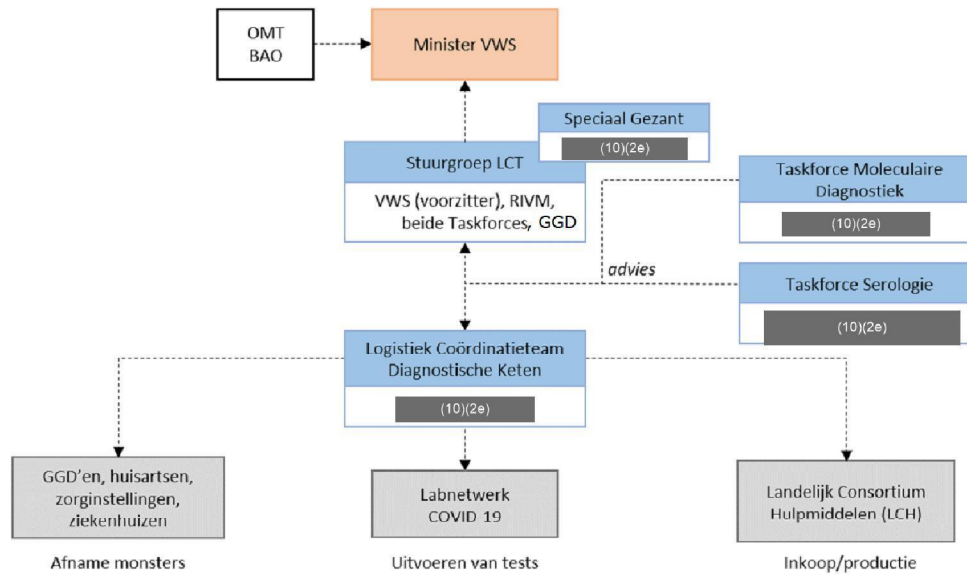 OMT
BAO
Minister VWS
Speciaal Gezant
(10)(2e)
Stuurgroep LCT
VWS (voorzitter), RIVM,
beide Taskforces, GGD
Taskforce Moleculaire
Diagnostiek
(10)(2e)
advies
Taskforce Serologie
(10)(2e)
Logistiek Coördinatieteam
Diagnostische Keten
(10)(2e)
GGD'en, huisartsen,
zorginstellingen,
ziekenhuizen
Labnetwerk
COVID 19
Landelijk Consortium
Hulpmiddelen (LCH)
Afname monsters
Uitvoeren van tests
Inkoop/productie